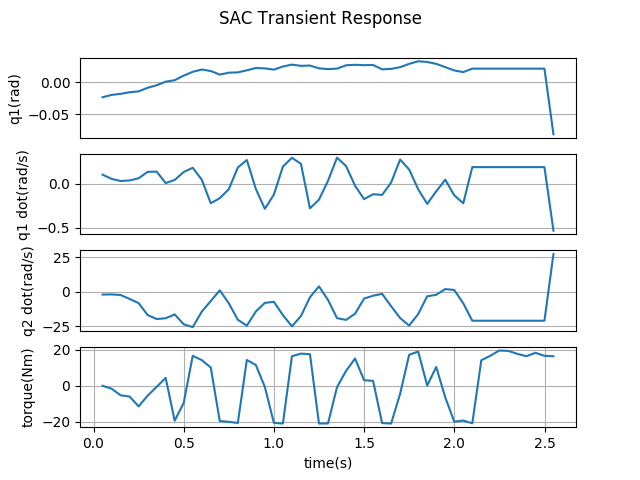 SAC Transient Response
0.00
−0.05
q1(rad)
0.0
−0.5
q1 dot(rad/s)
25
0
−25
q2 dot(rad/s)
20
0
−20
torque(Nm)
0.0 0.5 1.0 1.5 2.0 2.5
time(s)